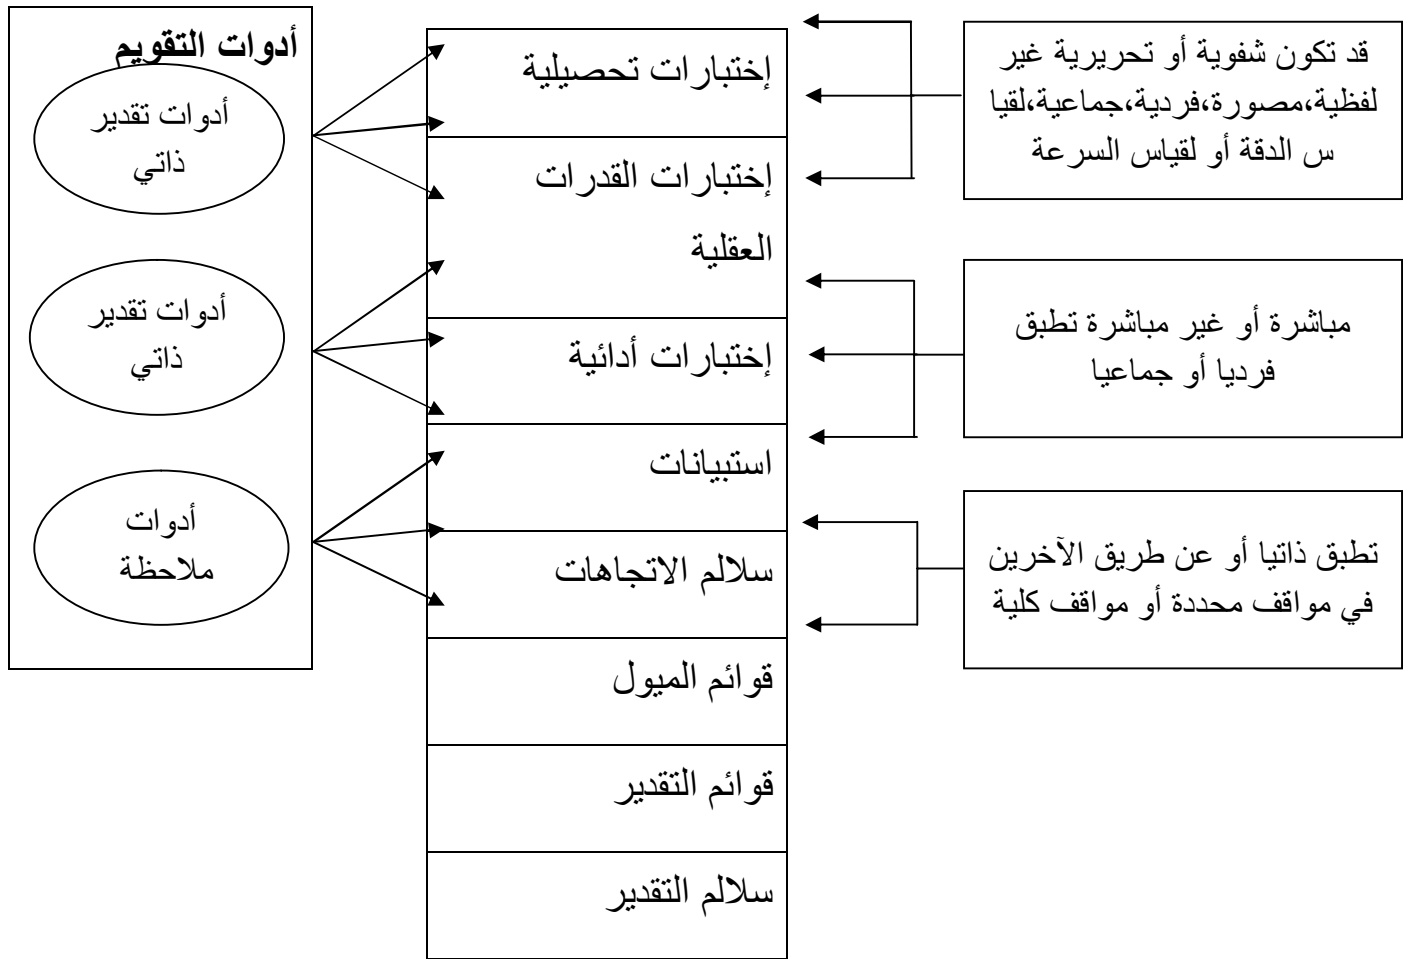 أدوات التقويم
أدوات تقدير
ذاتي
أدوات تقدير
ذاتي
أدوات
ملاحظة
إختبارات تحصيلية
إختبارات القدرات
العقلية
إختبارات أدائية
استبيانات
سلالم الاتجاهات
قوائم الميول
قوائم التقدير
سلالم التقدير
قد تكون شفوية أو تحريرية غير
لفظية،مصورة،فردية،جماعية،لقيا
س الدقة أو لقياس السرعة
مباشرة أو غير مباشرة تطبق
فرديا أو جماعيا
تطبق ذاتيا أو عن طريق الآخرين
في مواقف محددة أو مواقف كلية